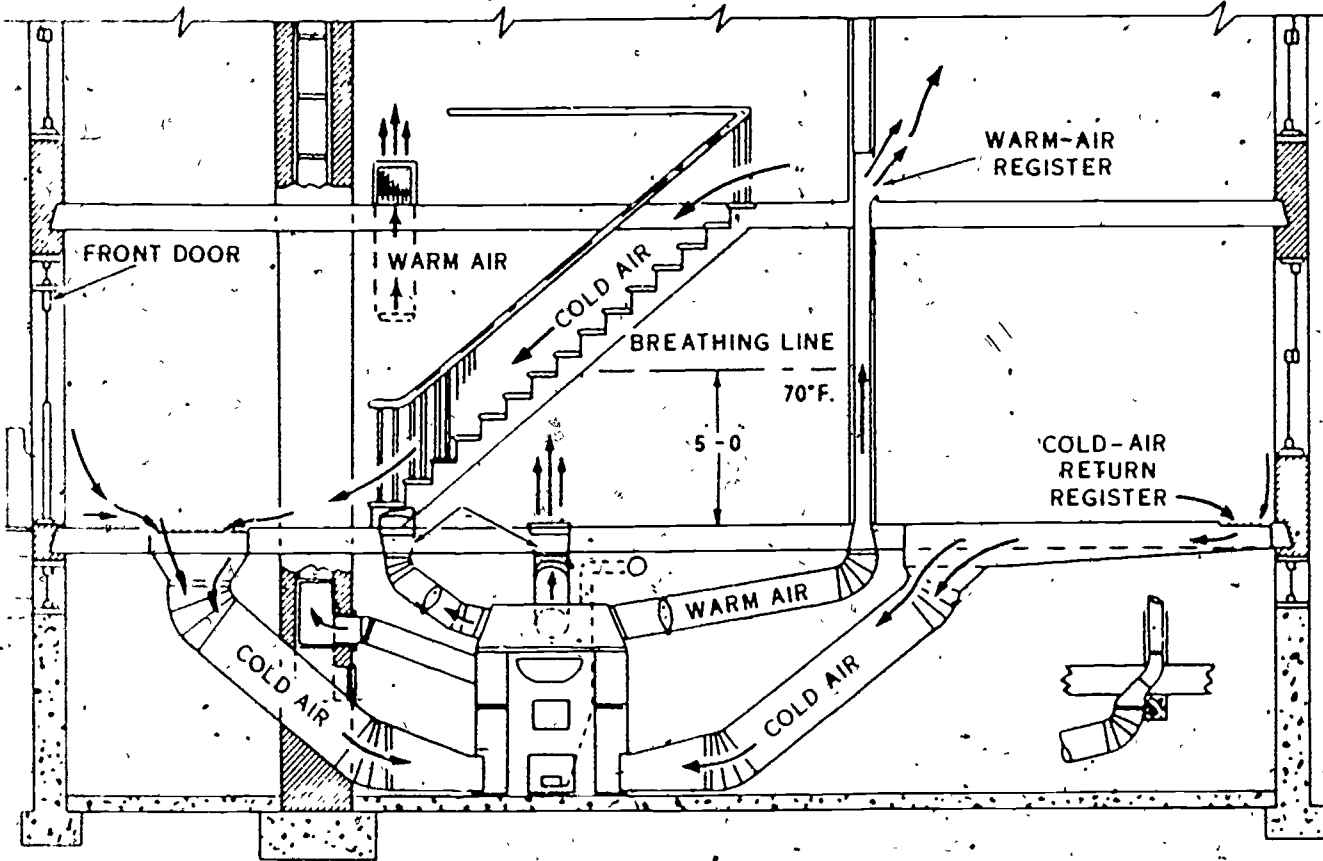 WARM-AIR
REGISTER
FRONT DOOR
WARM AIR
COLD AIR
BREATHING LINE
70°F.
5-0
COLD-AIR
RETURN
REGISTER
WARM AIR
COLD AIR
COLD AIR